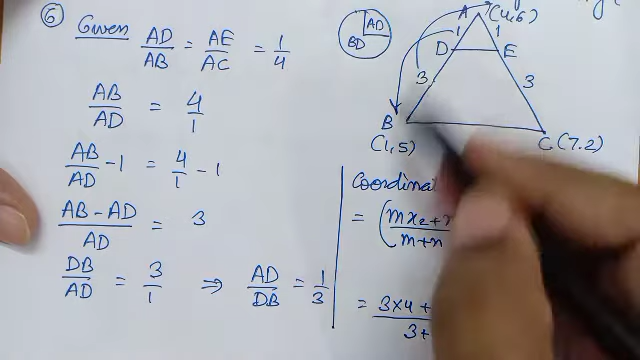 6 Given AD/AB = AE/AC = 1/4
AB/AD = 4/1
AB/AD - 1 = 4/1 - 1
AB - AD/AD = 3
DB/AD = 3/1 ⇒ AD/DB = 1/3
AD
BD
A (4,6)
1 1
D E
3 3
B C (7.2)
(1,5)
= (mx₂+
m+n
= 3×4+
3+